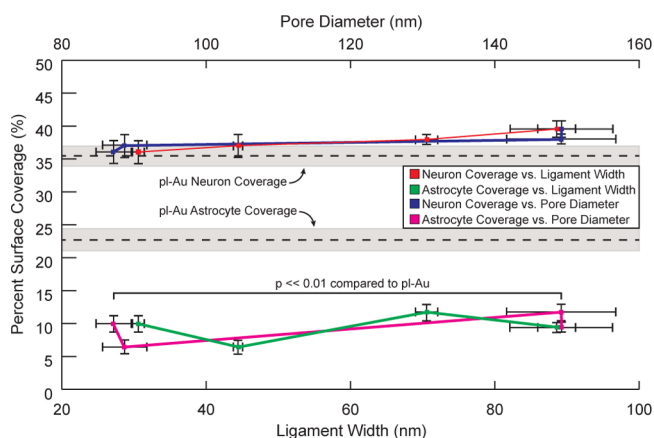 Pore Diameter (nm)
80 100 120 140 160
50
45
40
35
30
25
20
15
10
5
0
Percent Surface Coverage (%)
pl-Au Neuron Coverage
pl-Au Astrocyte Coverage
Neuron Coverage vs. Ligament Width
Astrocyte Coverage vs. Ligament Width
Neuron Coverage vs. Pore Diameter
Astrocyte Coverage vs. Pore Diameter
p << 0.01 compared to pl-Au
20 40 60 80 100
Ligament Width (nm)